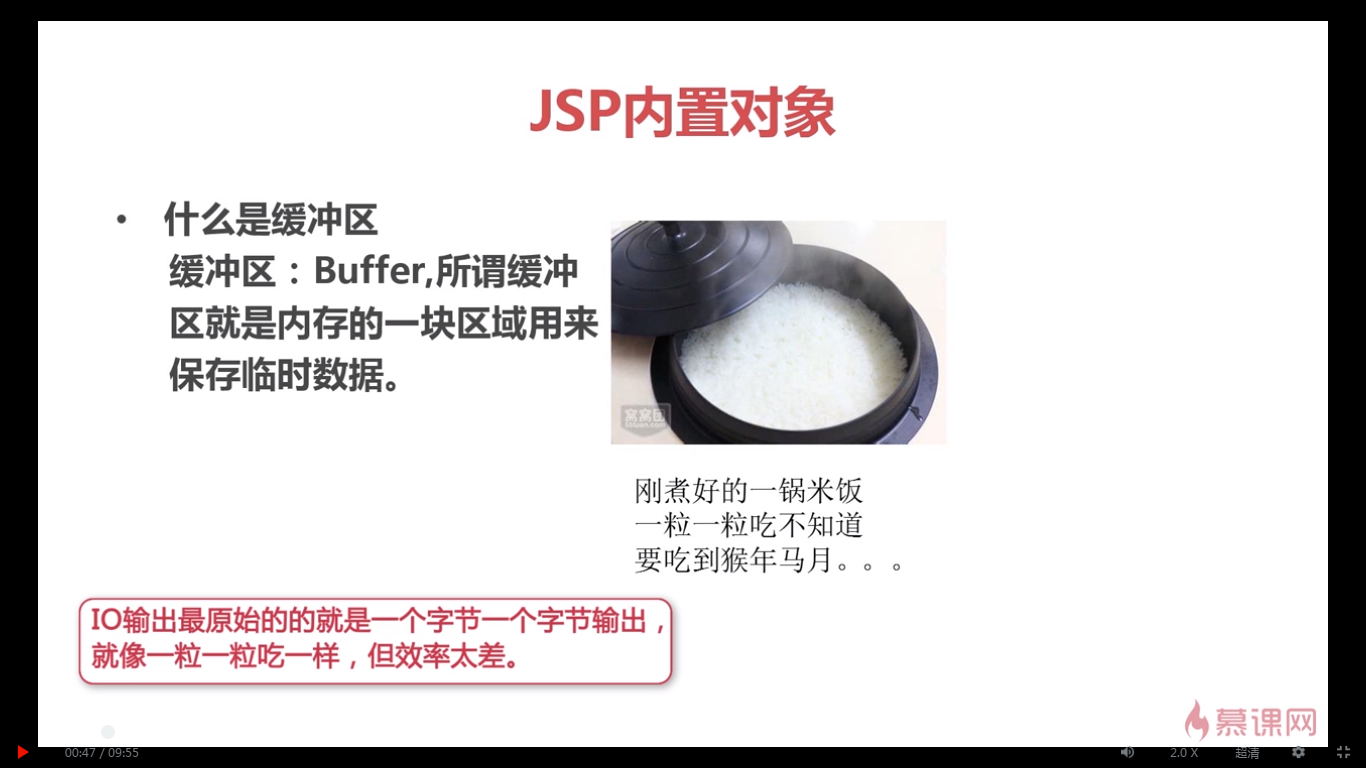 JSP内置对象
• 什么是缓冲区
缓冲区：Buffer,所谓缓冲
区就是内存的一块区域用来
保存临时数据。
窝窝团
55tuan.com
刚煮好的一锅米饭
一粒一粒吃不知道
要吃到猴年马月。。。
IO输出最原始的的就是一个字节一个字节输出，
就像一粒一粒吃一样，但效率太差。
慕课网
00:47 / 09:55
2.0 X
超清